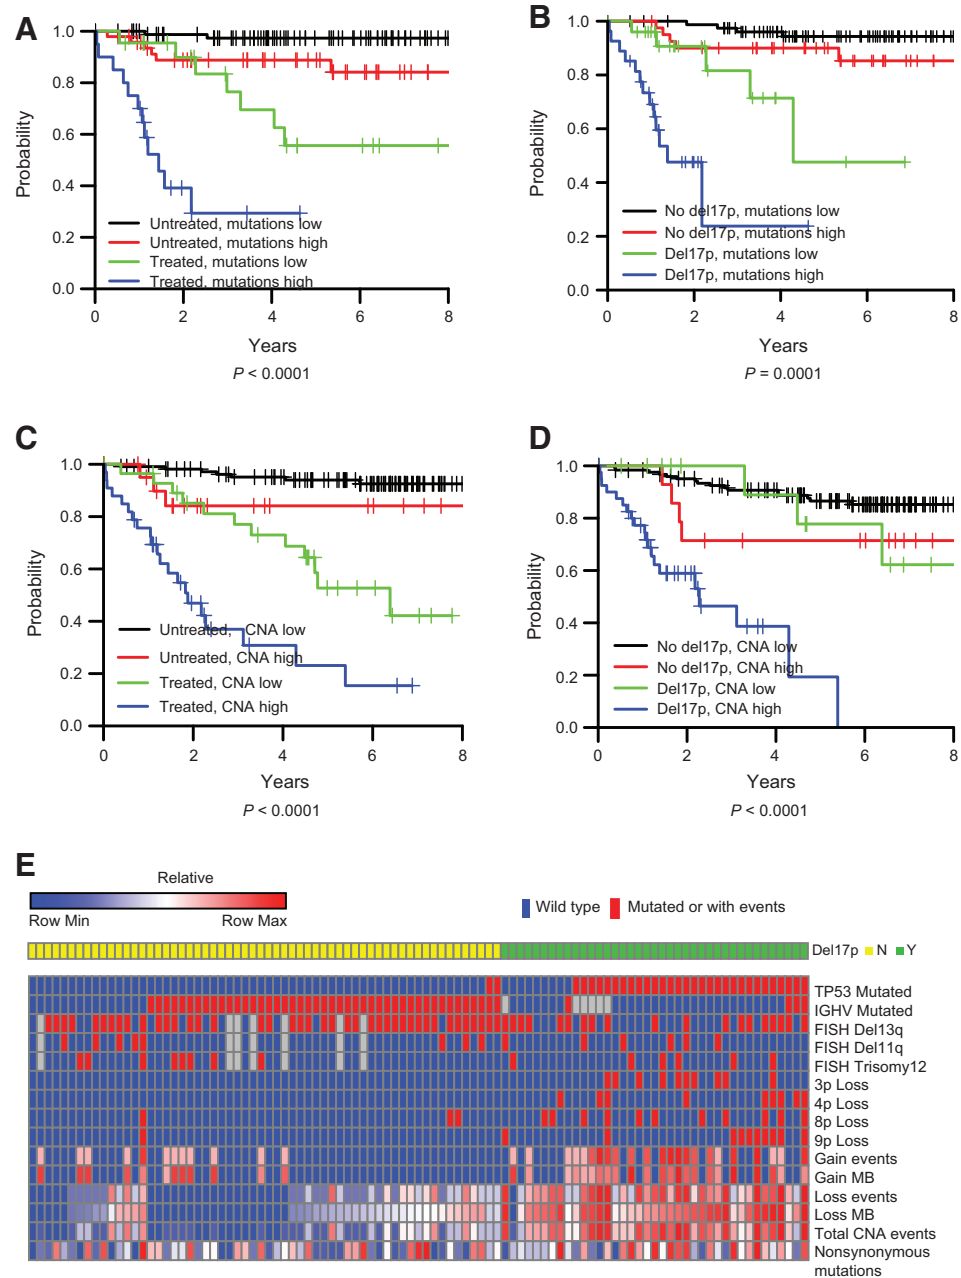 A
1.0
0.8
0.6
0.4
0.2
0.0
Probability
Untreated, mutations low
Untreated, mutations high
Treated, mutations low
Treated, mutations high
0 2 4 6 8
Years
P < 0.0001
B
1.0
0.8
0.6
0.4
0.2
0.0
Probability
No del17p, mutations low
No del17p, mutations high
Del17p, mutations low
Del17p, mutations high
0 2 4 6 8
Years
P = 0.0001
C
1.0
0.8
0.6
0.4
0.2
0.0
Probability
Untreated, CNA low
Untreated, CNA high
Treated, CNA low
Treated, CNA high
0 2 4 6 8
Years
P < 0.0001
D
1.0
0.8
0.6
0.4
0.2
0.0
Probability
No del17p, CNA low
No del17p, CNA high
Del17p, CNA low
Del17p, CNA high
0 2 4 6 8
Years
P < 0.0001
E
Relative
Row Min Row Max
Wild type Mutated or with events
Del17p N Y
TP53 Mutated
IGHV Mutated
FISH Del13q
FISH Del11q
FISH Trisomy12
3p Loss
4p Loss
8p Loss
9p Loss
Gain events
Gain MB
Loss events
Loss MB
Total CNA events
Nonsynonymous
mutations